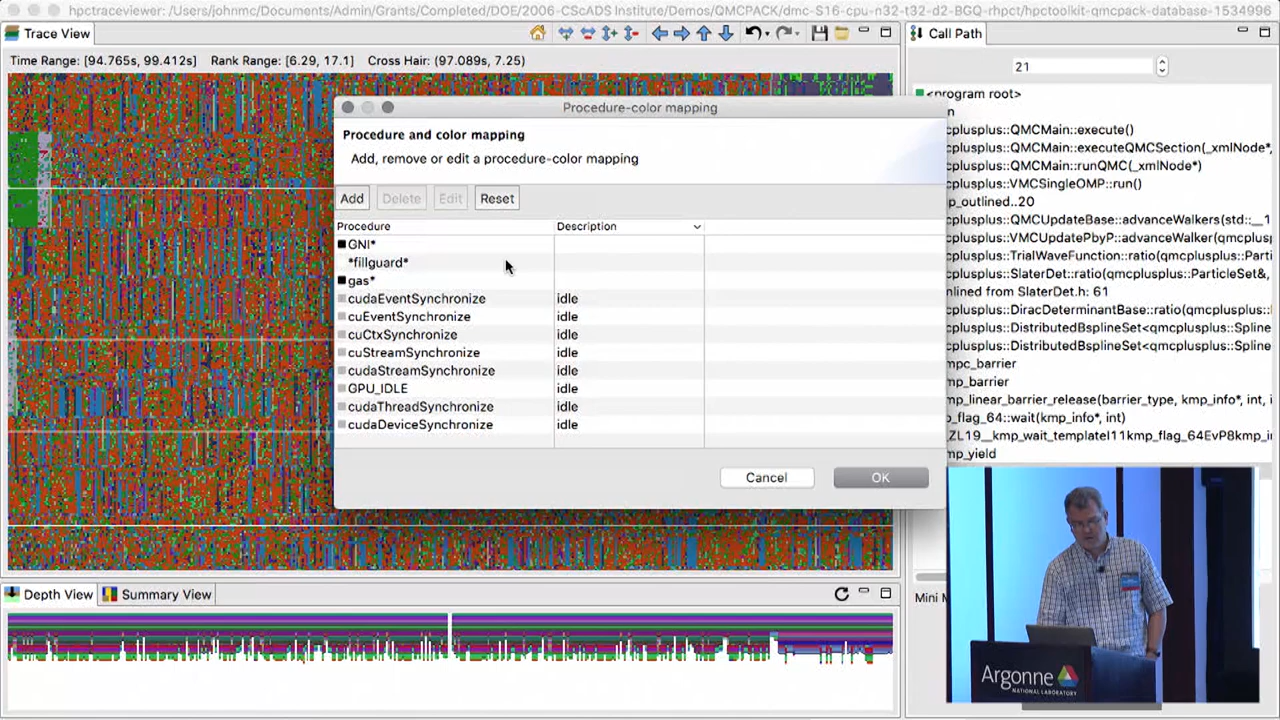 hpctraceviewer: /Users/johnmc/Documents/Admin/Grants/Completed/DOE/2006-CScADS Institute/Demos/QMCPACK/dmc-S16-cpu-n32-t32-d2-BGQ-rhpct/hpctoolkit-qmcpack-database-1534996
Trace View
Time Range: [94.765s, 99.412s] Rank Range: [6.29, 17.1] Cross Hair: (97.089s, 7.25)
Procedure-color mapping
Procedure and color mapping
Add, remove or edit a procedure-color mapping
Add Delete Edit Reset
Procedure Description
GNI*
*fillguard*
gas*
cudaEventSynchronize idle
cuEventSynchronize idle
cuCtxSynchronize idle
cuStreamSynchronize idle
cudaStreamSynchronize idle
GPU_IDLE idle
cudaThreadSynchronize idle
cudaDeviceSynchronize idle
Cancel OK
Call Path
21
<program root>
n
cplusplus::QMCMain::execute()
cplusplus::QMCMain::executeQMCSection(_xmlNode*,
cplusplus::QMCMain::runQMC(_xmlNode*)
cplusplus::VMCSingleOMP::run()
mp_outlined..20
cplusplus::QMCUpdateBase::advanceWalkers(std::__1
cplusplus::VMCUpdatePbyP::advanceWalker(qmcplusp
cplusplus::TrialWaveFunction::ratio(qmcplusplus::Parti
cplusplus::SlaterDet::ratio(qmcplusplus::ParticleSet&,
nlined from SlaterDet.h: 61
cplusplus::DiracDeterminantBase::ratio(qmcplusplus::
cplusplus::DistributedBsplineSet<qmcplusplus::Spline
cplusplus::DistributedBsplineSet<qmcplusplus::Spline
mpc_barrier
mp_barrier
mp_linear_barrier_release(barrier_type, kmp_info*, int,
p_flag_64::wait(kmp_info*, int)
ZL19__kmp_wait_templateI11kmp_flag_64EvP8kmp_i
mp_yield
Depth View Summary View
Mini M
Argonne
NATIONAL LABORATORY